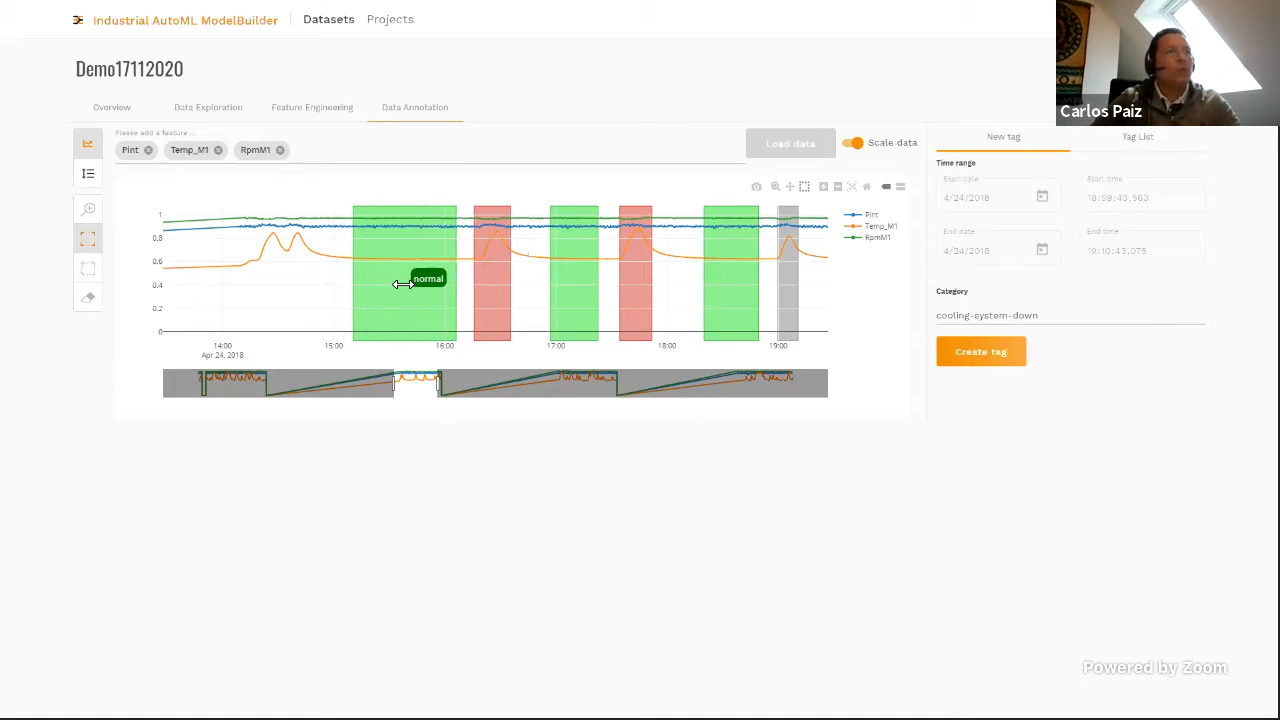 Industrial AutoML ModelBuilder Datasets Projects
Carlos Paiz
Demo17112020
Overview Data Exploration Feature Engineering Data Annotation
Please add a feature ...
Pint Temp_M1 RpmM1
Load data Scale data
New tag Tag List
Time range
Start date Start time
4/24/2018 18:59:43,563
End date End time
4/24/2018 19:10:43,075
Category
cooling-system-down
Create tag
Pint
Temp_M1
RpmM1
1
0.8
0.6
0.4
0.2
0
normal
14:00 15:00 16:00 17:00 18:00 19:00
Apr 24, 2018
Powered by Zoom